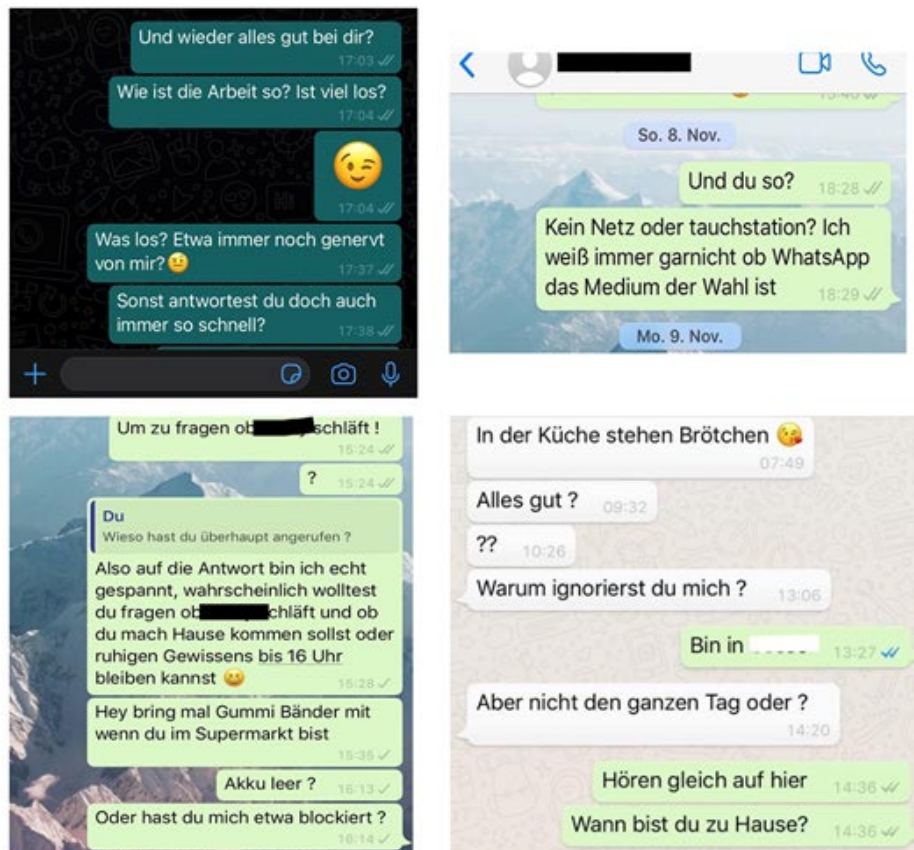 Und wieder alles gut bei dir?
17:03
Wie ist die Arbeit so? Ist viel los?
17:04
17:04
Was los? Etwa immer noch genervt
von mir?🤨
17:37
Sonst antwortest du doch auch
immer so schnell?
17:38
So. 8. Nov.
Und du so?
18:28
Kein Netz oder tauchstation? Ich
weiß immer garnicht ob WhatsApp
das Medium der Wahl ist
18:29
Mo. 9. Nov.
Um zu fragen ob schläft !
15:24
?
15:24
Du
Wieso hast du überhaupt angerufen ?
Also auf die Antwort bin ich echt
gespannt, wahrscheinlich wolltest
du fragen ob chläft und ob
du mach Hause kommen sollst oder
ruhigen Gewissens bis 16 Uhr
bleiben kannst 😄
15:28
Hey bring mal Gummi Bänder mit
wenn du im Supermarkt bist
15:35
Akku leer ?
16:13
Oder hast du mich etwa blockiert ?
16:14
In der Küche stehen Brötchen 😘
07:49
Alles gut ?
09:32
??
10:26
Warum ignorierst du mich ?
13:06
Bin in
13:27
Aber nicht den ganzen Tag oder ?
14:20
Hören gleich auf hier
14:36
Wann bist du zu Hause?
14:36